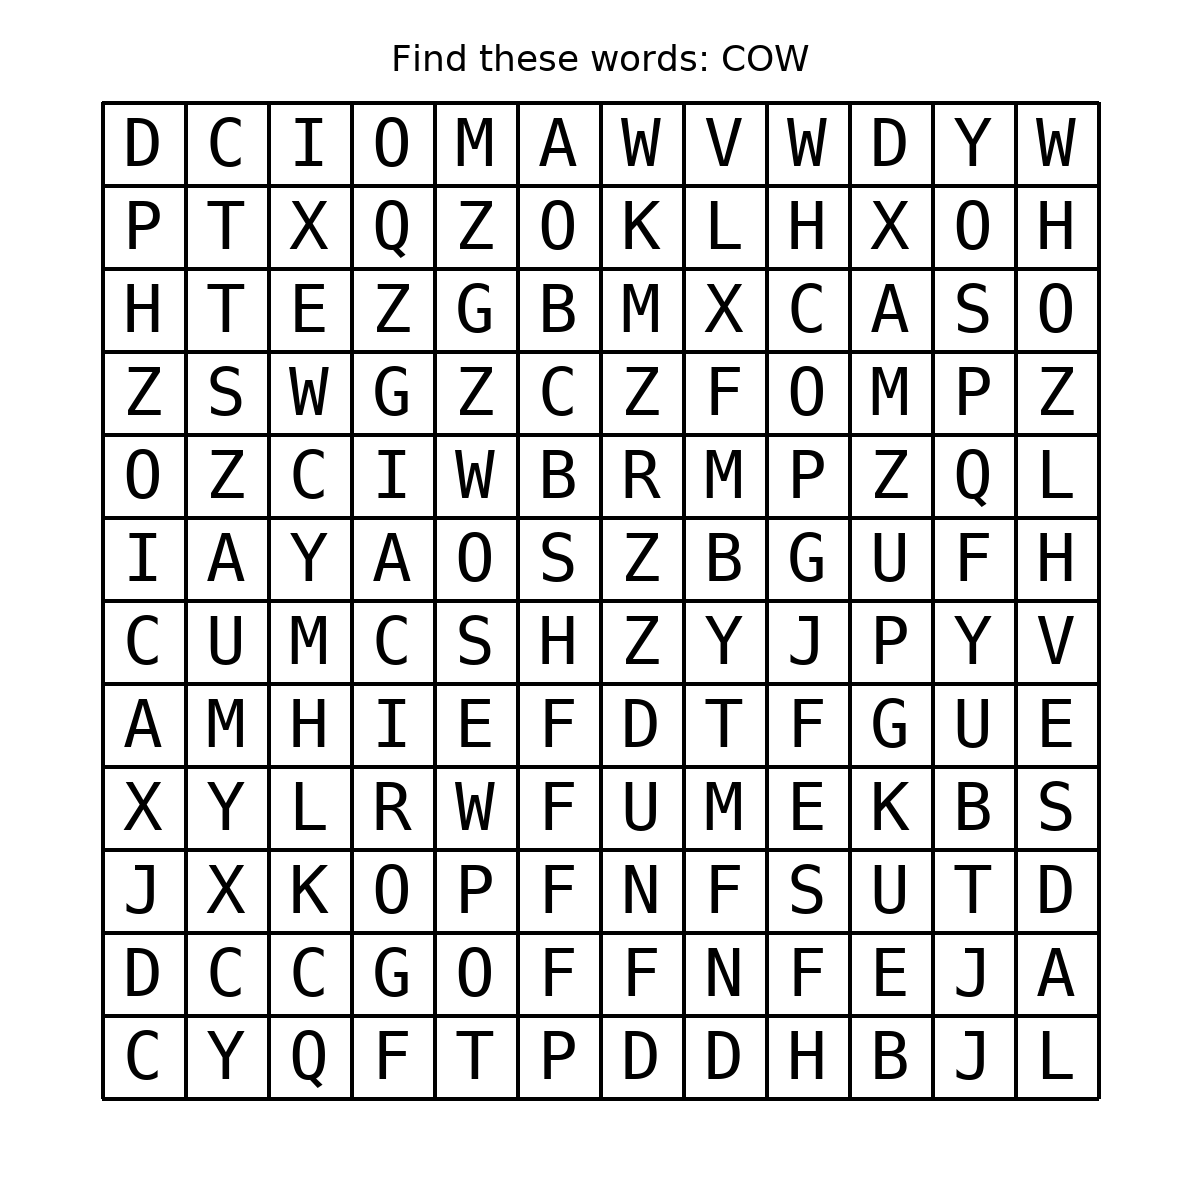 Find these words: COW
D C I O M A W V W D Y W
P T X Q Z O K L H X O H
H T E Z G B M X C A S O
Z S W G Z C Z F O M P Z
O Z C I W B R M P Z Q L
I A Y A O S Z B G U F H
C U M C S H Z Y J P Y V
A M H I E F D T F G U E
X Y L R W F U M E K B S
J X K O P F N F S U T D
D C C G O F F N F E J A
C Y Q F T P D D H B J L